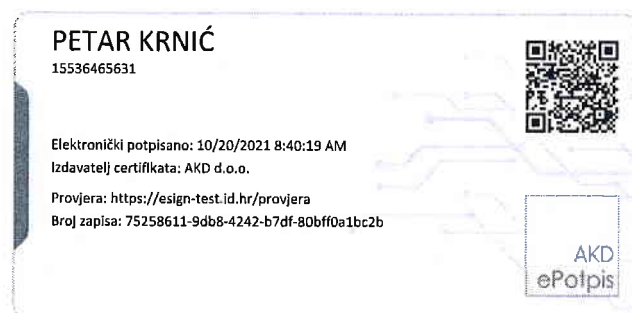 PETAR KRNIĆ
15536465631
Elektronički potpisano: 10/20/2021 8:40:19 AM
Izdavatelj certifikata: AKD d.o.o.
Provjera: https://esign-test.id.hr/provjera
Broj zapisa: 75258611-9db8-4242-b7df-80bff0a1bc2b
AKD
ePotpis